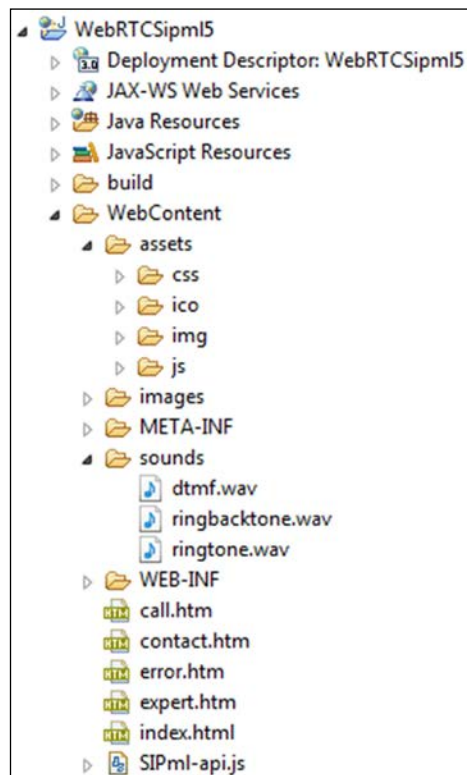 WebRTCSipml5
Deployment Descriptor: WebRTCSipml5
JAX-WS Web Services
Java Resources
JavaScript Resources
build
WebContent
assets
css
ico
img
js
images
META-INF
sounds
dtmf.wav
ringbacktone.wav
ringtone.wav
WEB-INF
call.htm
contact.htm
error.htm
expert.htm
index.html
SIPml-api.js